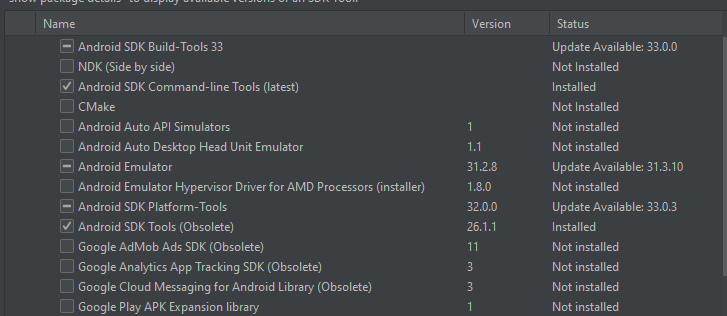 show package details" to display available versions of an SDK Tool.
Name Version Status
Android SDK Build-Tools 33 Update Available: 33.0.0
NDK (Side by side) Not Installed
Android SDK Command-line Tools (latest) Installed
CMake Not Installed
Android Auto API Simulators 1 Not installed
Android Auto Desktop Head Unit Emulator 1.1 Not installed
Android Emulator 31.2.8 Update Available: 31.3.10
Android Emulator Hypervisor Driver for AMD Processors (installer) 1.8.0 Not installed
Android SDK Platform-Tools 32.0.0 Update Available: 33.0.3
Android SDK Tools (Obsolete) 26.1.1 Installed
Google AdMob Ads SDK (Obsolete) 11 Not installed
Google Analytics App Tracking SDK (Obsolete) 3 Not installed
Google Cloud Messaging for Android Library (Obsolete) 3 Not installed
Google Play APK Expansion library 1 Not installed